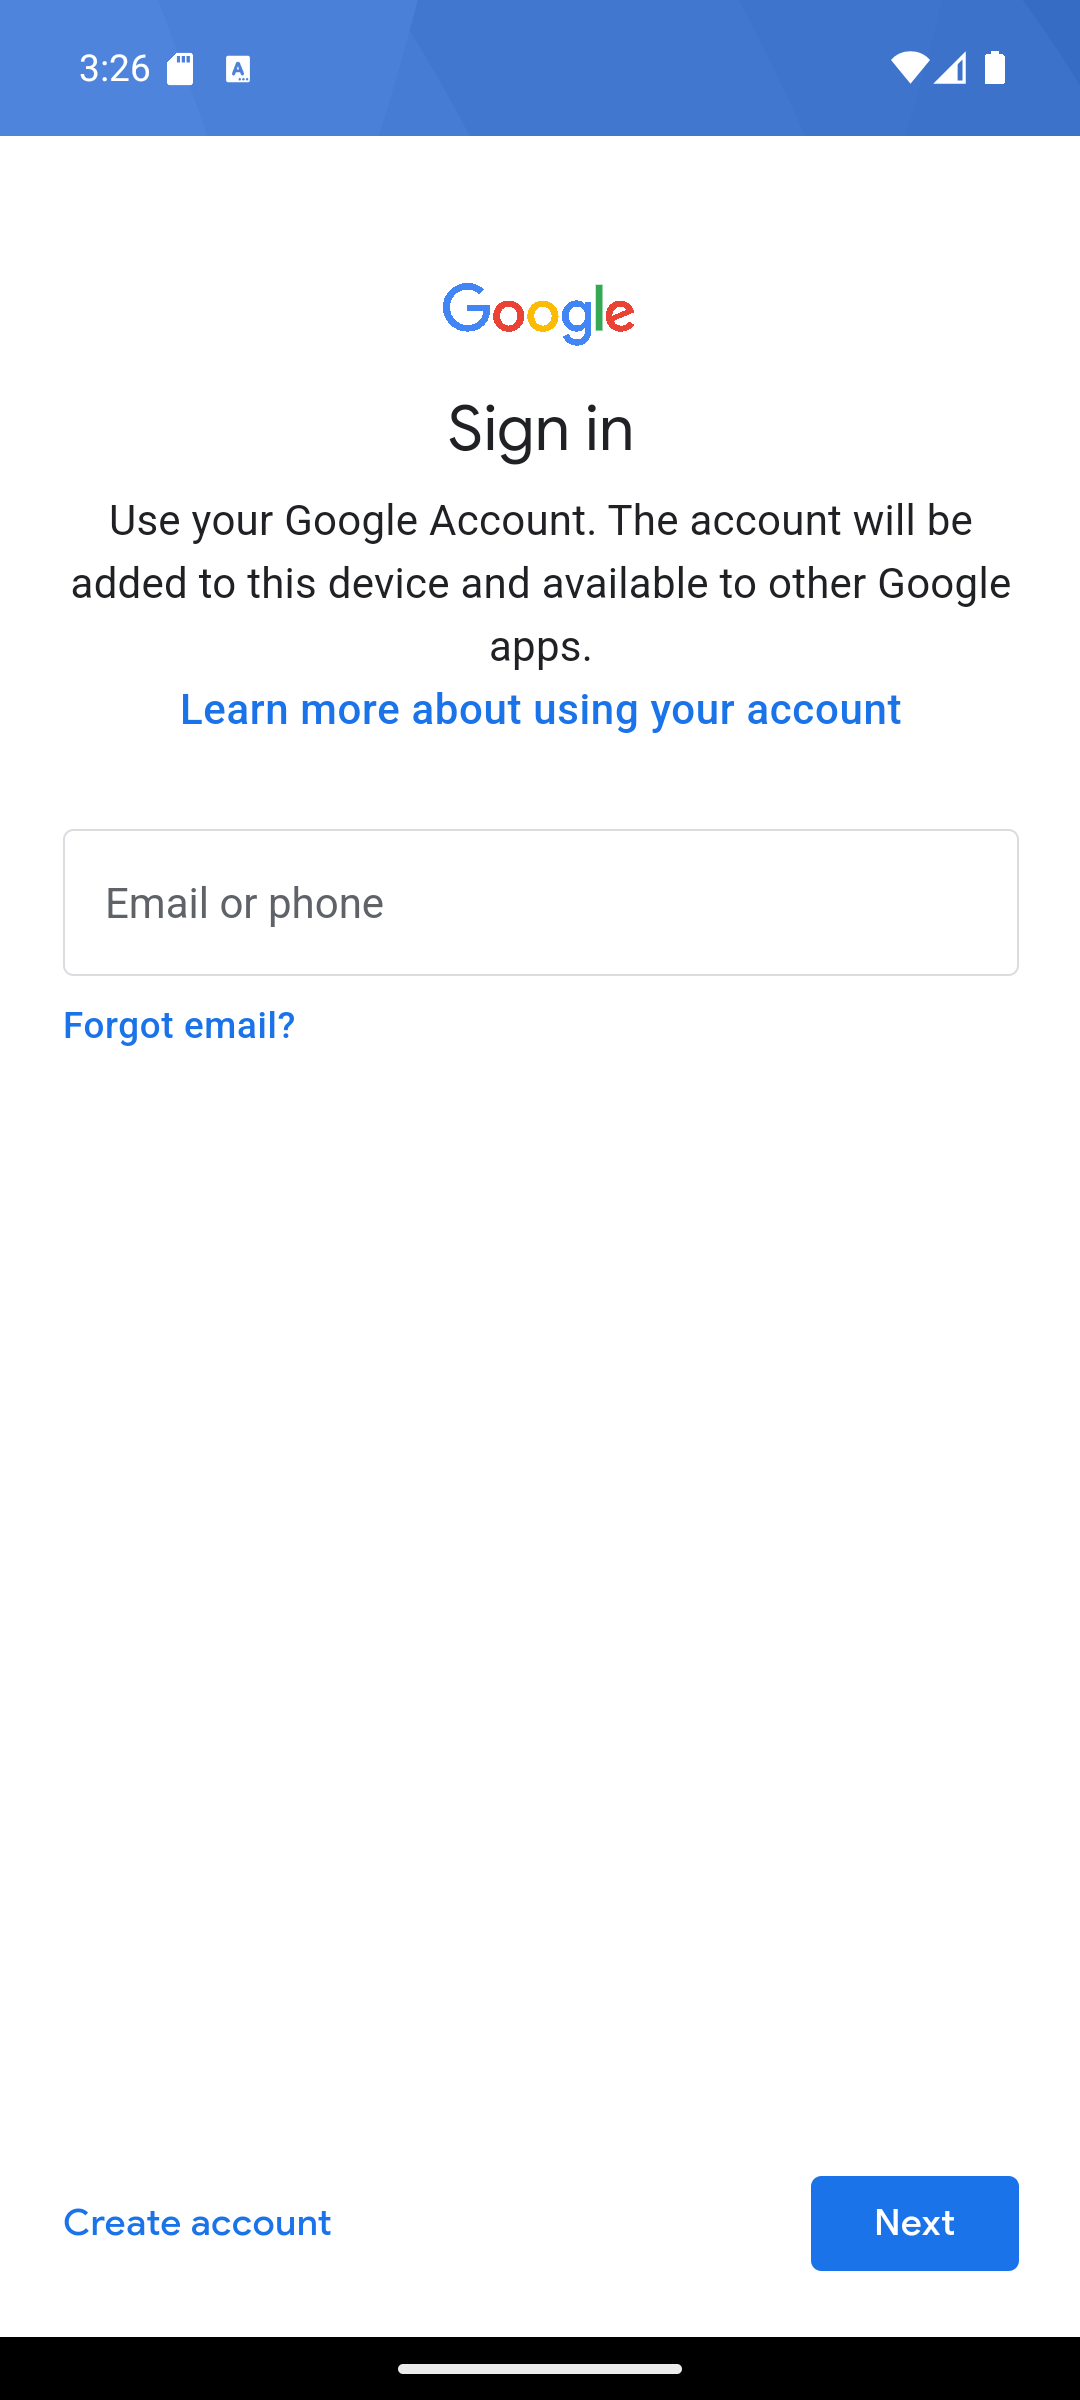 3:26
Google
Sign in
Use your Google Account. The account will be
added to this device and available to other Google
apps.
Learn more about using your account
Email or phone
Forgot email?
Create account
Next